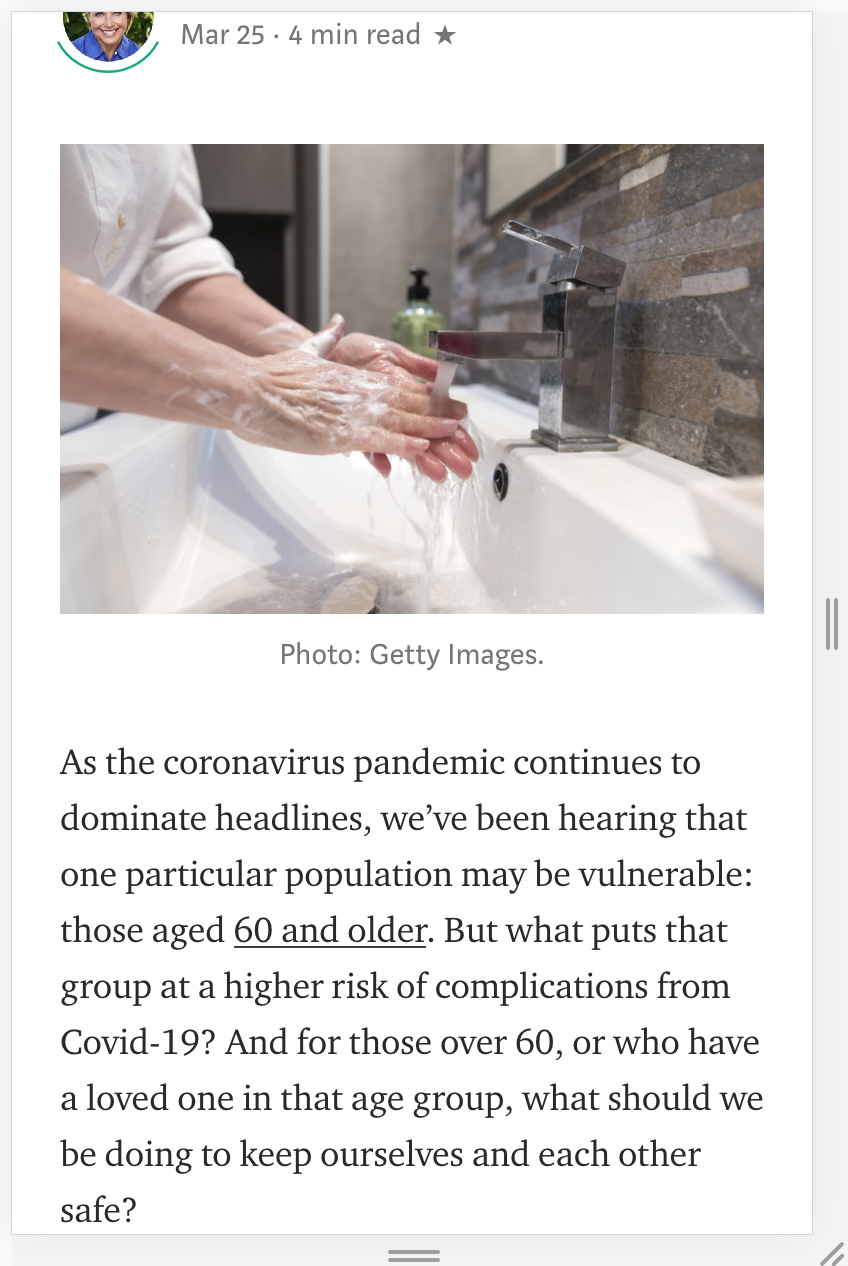 Mar 25 · 4 min read ★
Photo: Getty Images.
As the coronavirus pandemic continues to
dominate headlines, we’ve been hearing that
one particular population may be vulnerable:
those aged 60 and older. But what puts that
group at a higher risk of complications from
Covid-19? And for those over 60, or who have
a loved one in that age group, what should we
be doing to keep ourselves and each other
safe?